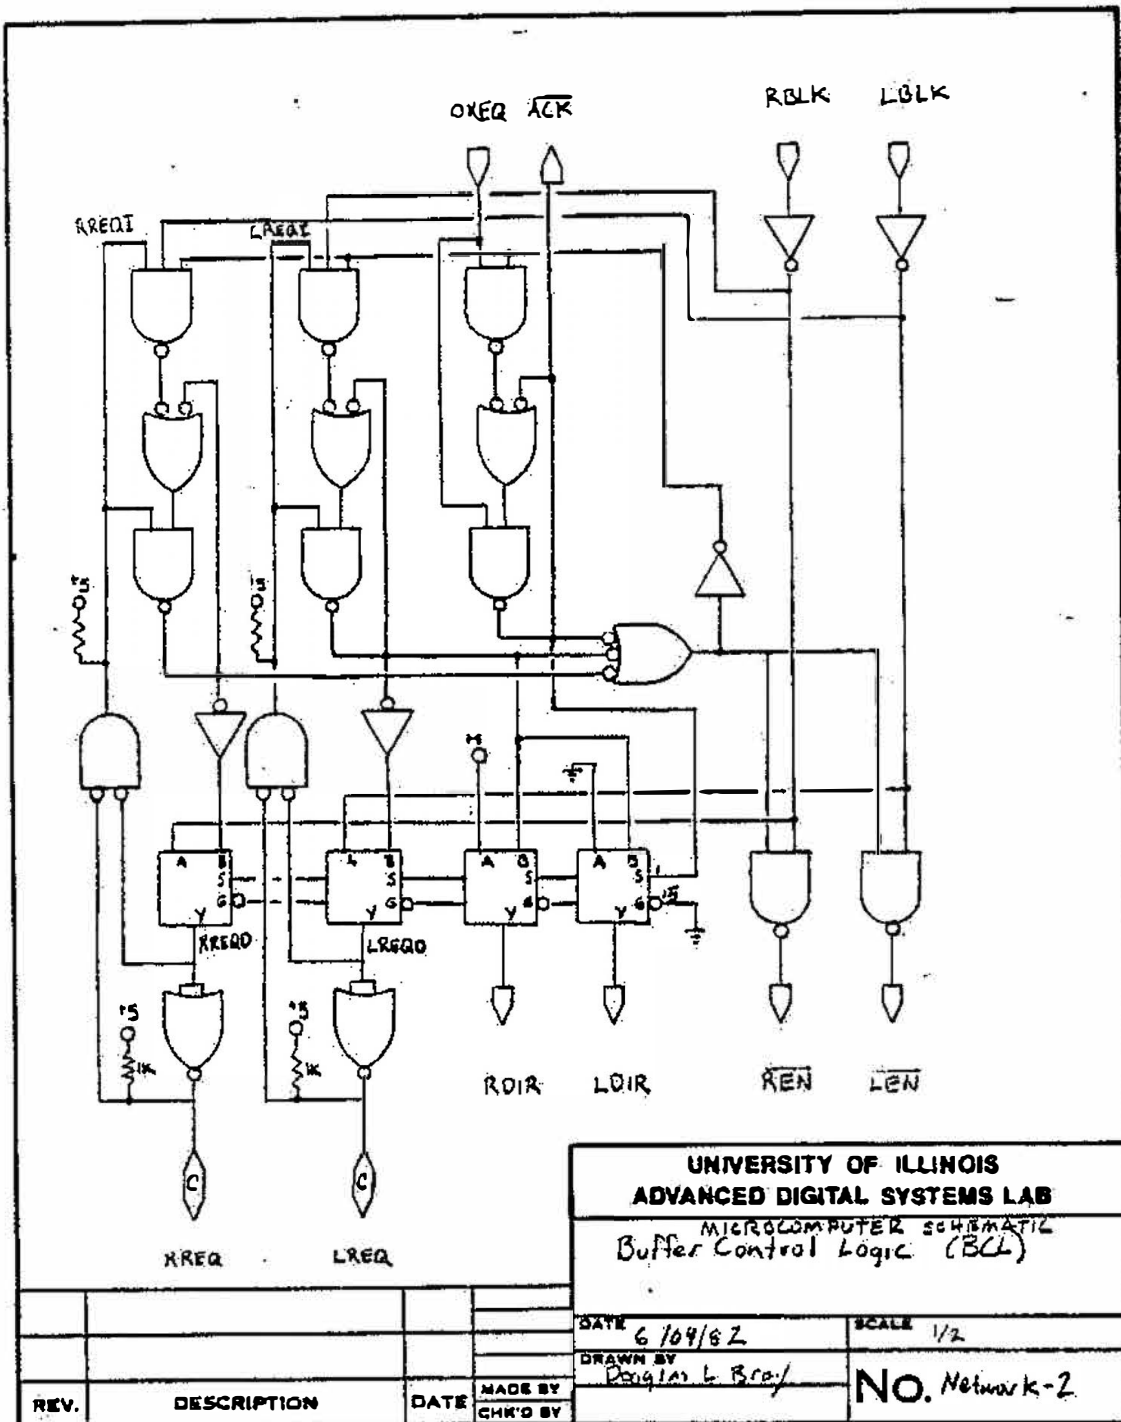 OXEQ ACK
RBLK LBLK
RREQI
LREQI
+5
+5
H
A B
S
G
Y
A B
S
G
Y
A B
S
G
Y
A B
S 1
G 15
Y
RREQO
LREQO
+5
1K
+5
1K
RDIR LDIR
REN LEN
C C
RREQ LREQ
UNIVERSITY OF ILLINOIS
ADVANCED DIGITAL SYSTEMS LAB
MICROCOMPUTER SCHEMATIC
Buffer Control Logic (BCL)
DATE 6/04/82
SCALE 1/2
DRAWN BY
Douglas L Bray
NO. Network-2
REV. DESCRIPTION DATE
MADE BY
CHK'D BY